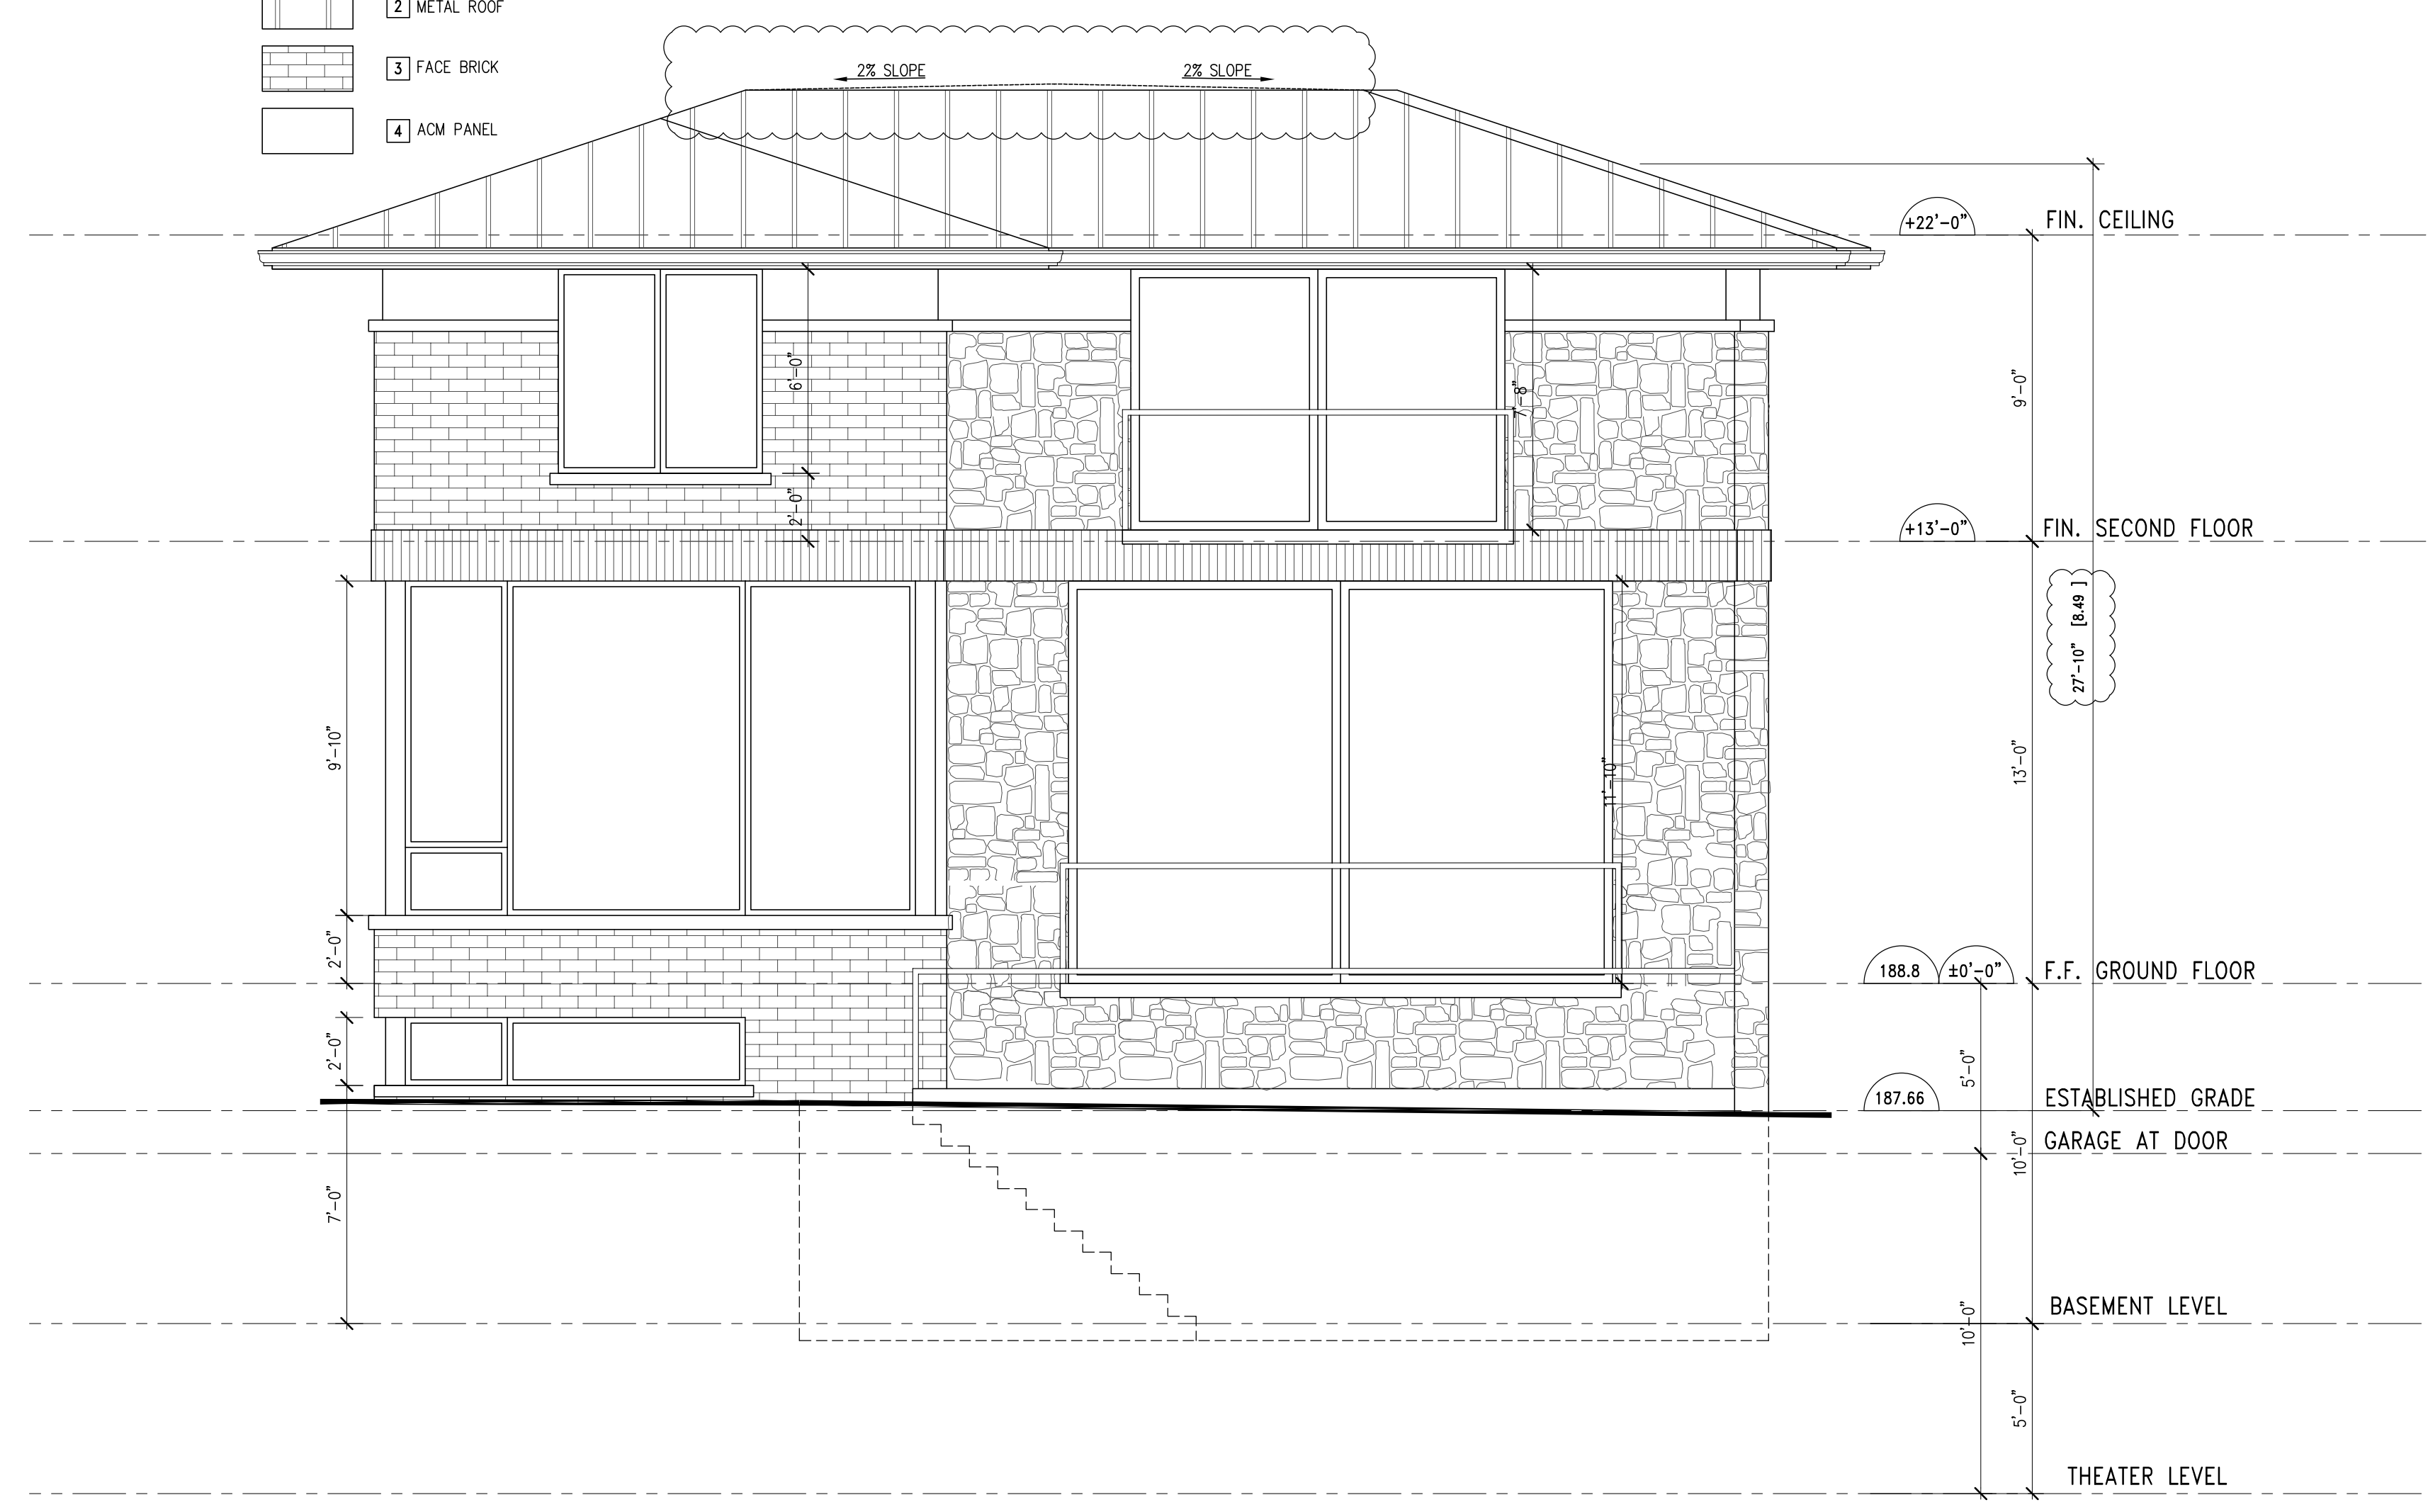 2 METAL ROOF
3 FACE BRICK
4 ACM PANEL
2% SLOPE
2% SLOPE
+22'-0" FIN. CEILING
6'-0"
7'-8"
9'-0"
2'-0"
+13'-0" FIN. SECOND FLOOR
27'-10" [8.49 ]
9'-10"
11'-10"
13'-0"
2'-0"
188.8 ±0'-0" F.F. GROUND FLOOR
2'-0"
5'-0"
187.66 ESTABLISHED GRADE
GARAGE AT DOOR
10'-0"
7'-0"
BASEMENT LEVEL
10'-0"
5'-0"
THEATER LEVEL